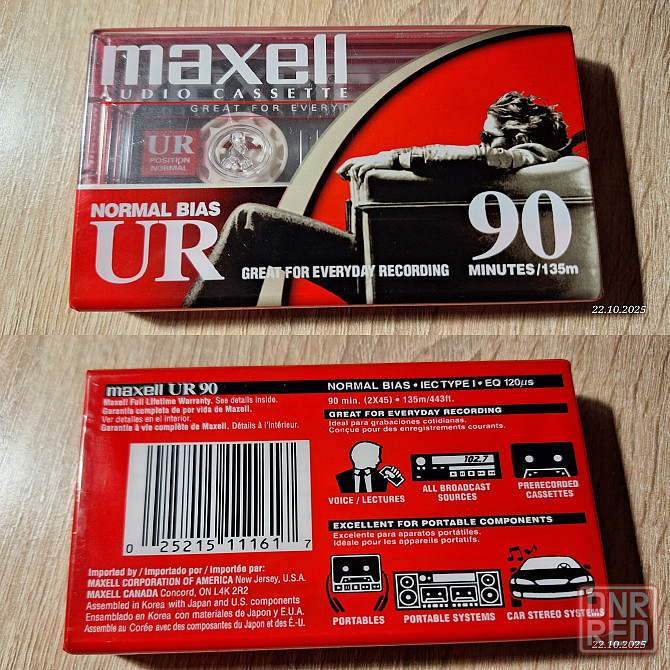 maxell
AUDIO CASSETTE
GREAT FOR EVERYD
UR
POSITION
NORMAL
NORMAL BIAS
UR
GREAT FOR EVERYDAY RECORDING
90
MINUTES/135m
22.10.2025
maxell UR 90
Maxell Full Lifetime Warranty. See details inside.
Garantía completa de por vida de Maxell.
Ver detalles en el interior.
Garantie à vie complète de Maxell. Détails à l'intérieur.
0 25215 11161 7
Imported by / Importado por / Importée par:
MAXELL CORPORATION OF AMERICA New Jersey, U.S.A.
MAXELL CANADA Concord, ON L4K 2R2
Assembled in Korea with Japan and U.S. components
Ensamblado en Korea con materiales de Japon y E.U.A.
Assemblé au Corée avec des composantes du Japon et des É.-U.
NORMAL BIAS • IEC TYPE I • EQ 120µs
90 min. (2X45) • 135m/443ft.
GREAT FOR EVERYDAY RECORDING
Ideal para grabaciones cotidianas.
Conçue pour des enregistrements courants.
102.7
VOICE / LECTURES
ALL BROADCAST
SOURCES
PRERECORDED
CASSETTES
EXCELLENT FOR PORTABLE COMPONENTS
Excelente para aparatos portátiles.
Idéale pour les appareils portatifs.
PORTABLES
PORTABLE SYSTEMS
CAR STEREO SYSTEMS
DNR
RED
22.10.2025